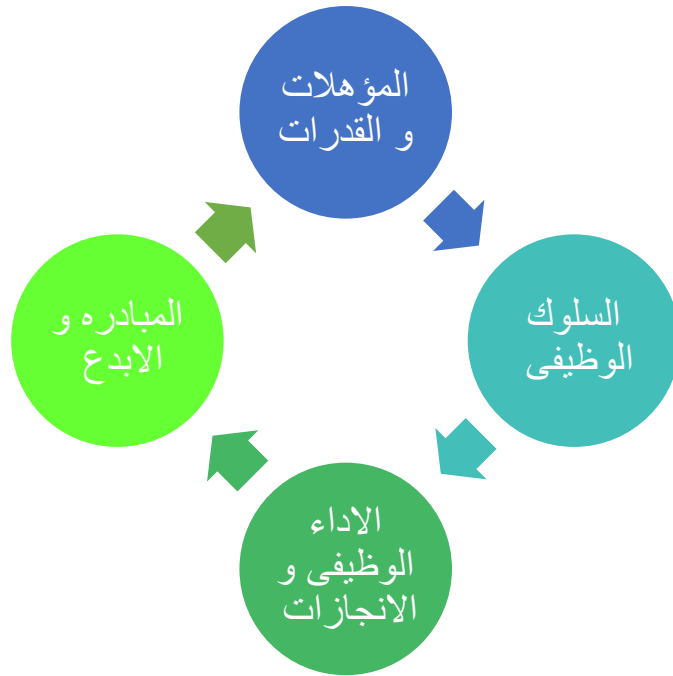 المؤهلات
و القدرات
السلوك
الوظيفى
الاداء
الوظيفى و
الانجازات
المبادره و
الابدع